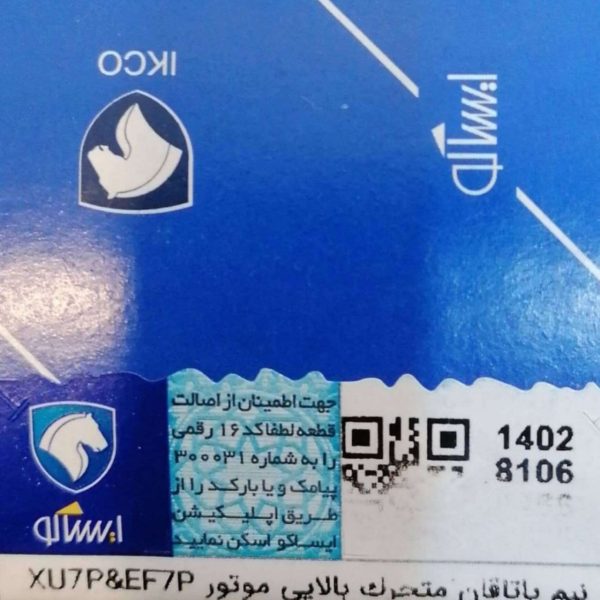 IKCO
ایساکو
جهت اطمینان از اصالت
قطعه لطفا کد ۱۶ رقمی
را به شماره ۳۰۰۰۳۱
پیامک و یا بارکد را از
طریق اپلیکیشن
ایساکو اسکن نمایید
1402
8106
ایساکو
نیم یاتاقان متحرك بالایی موتور XU7P&EF7P